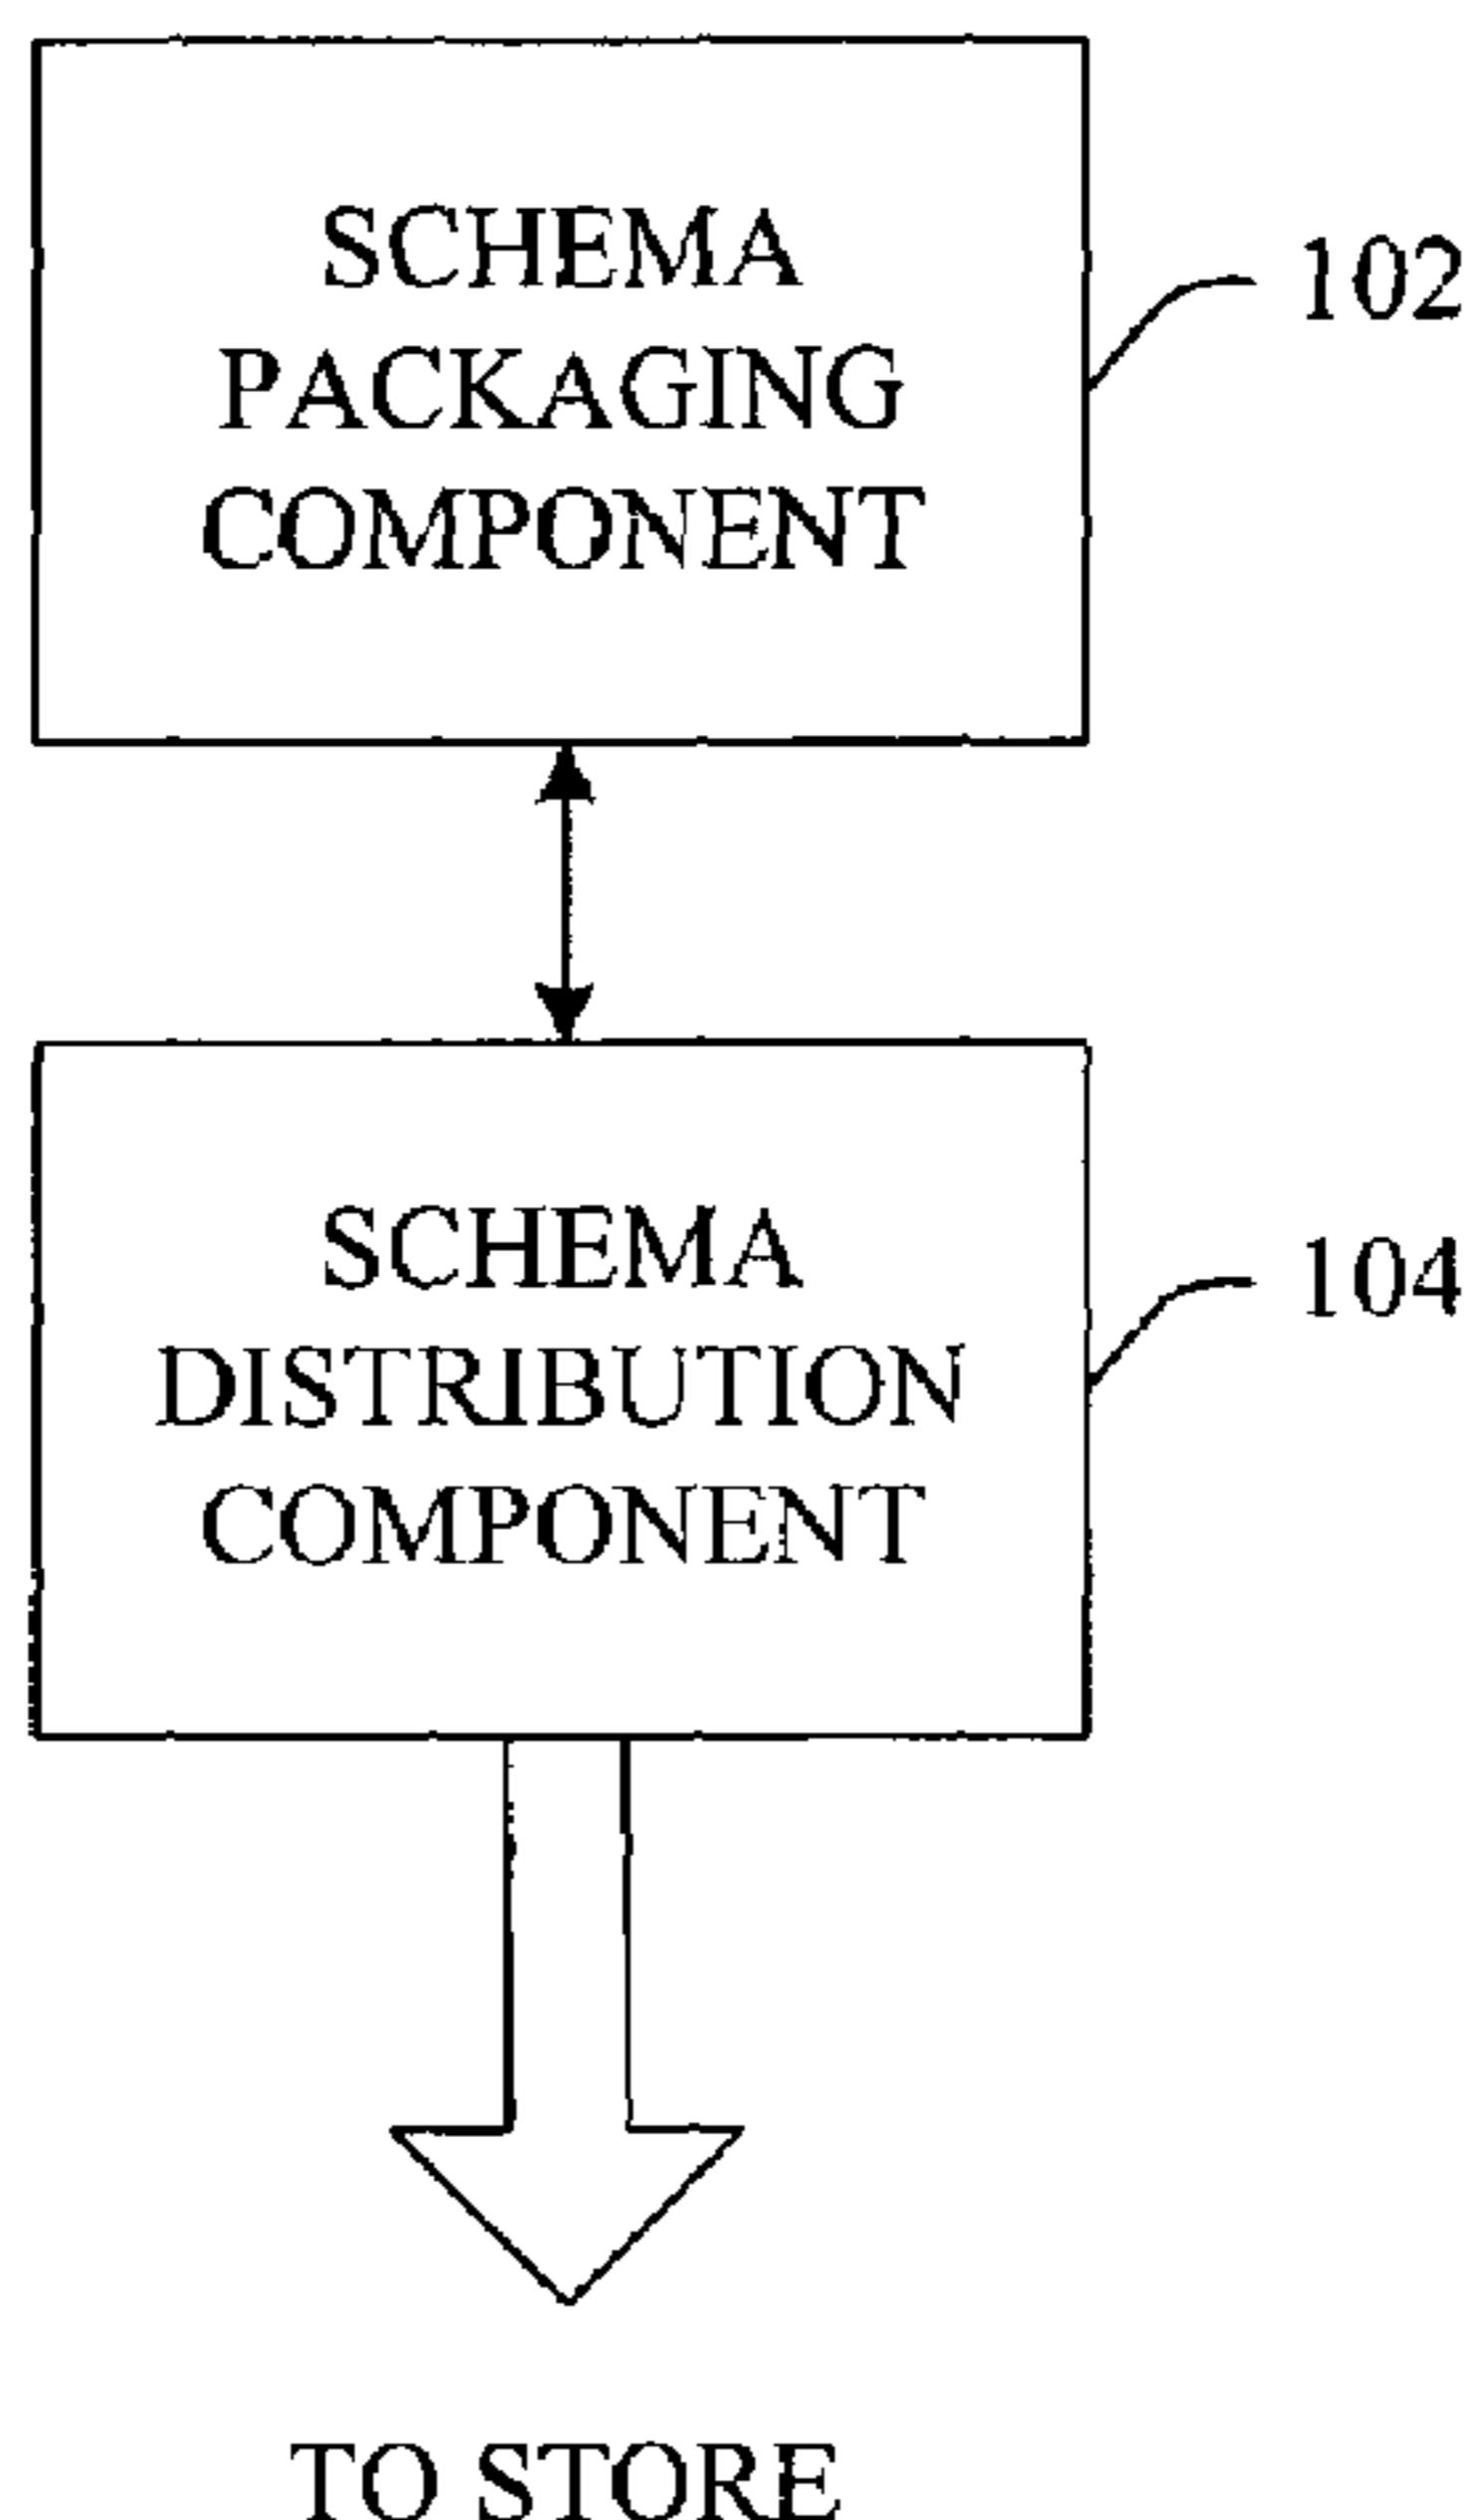 SCHEMA
PACKAGING
COMPONENT
102
SCHEMA
DISTRIBUTION
COMPONENT
104
TO STORE